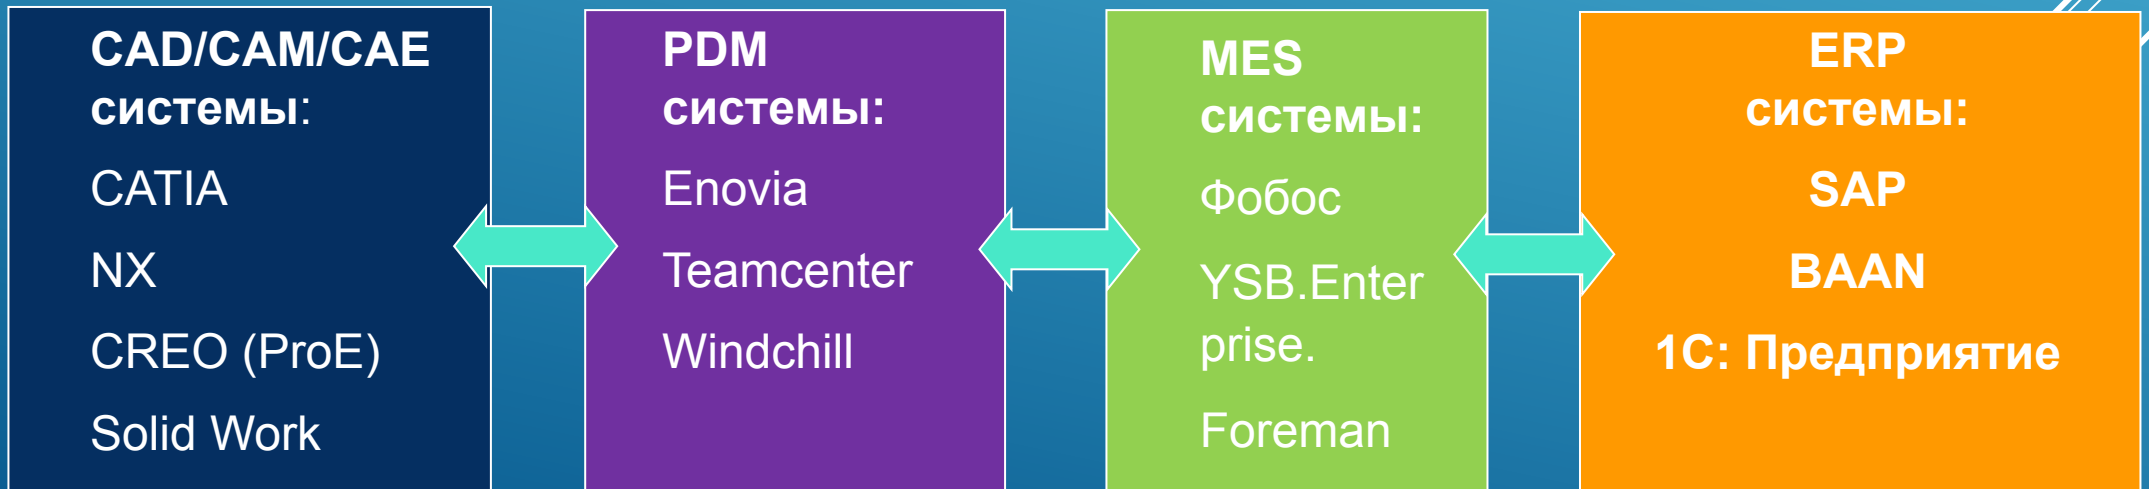 CAD/CAM/CAE
системы:
CATIA
NX
CREO (ProE)
Solid Work
PDM
системы:
Enovia
Teamcenter
Windchill
MES
системы:
Фобос
YSB.Enter
prise.
Foreman
ERP
системы:
SAP
BAAN
1С: Предприятие